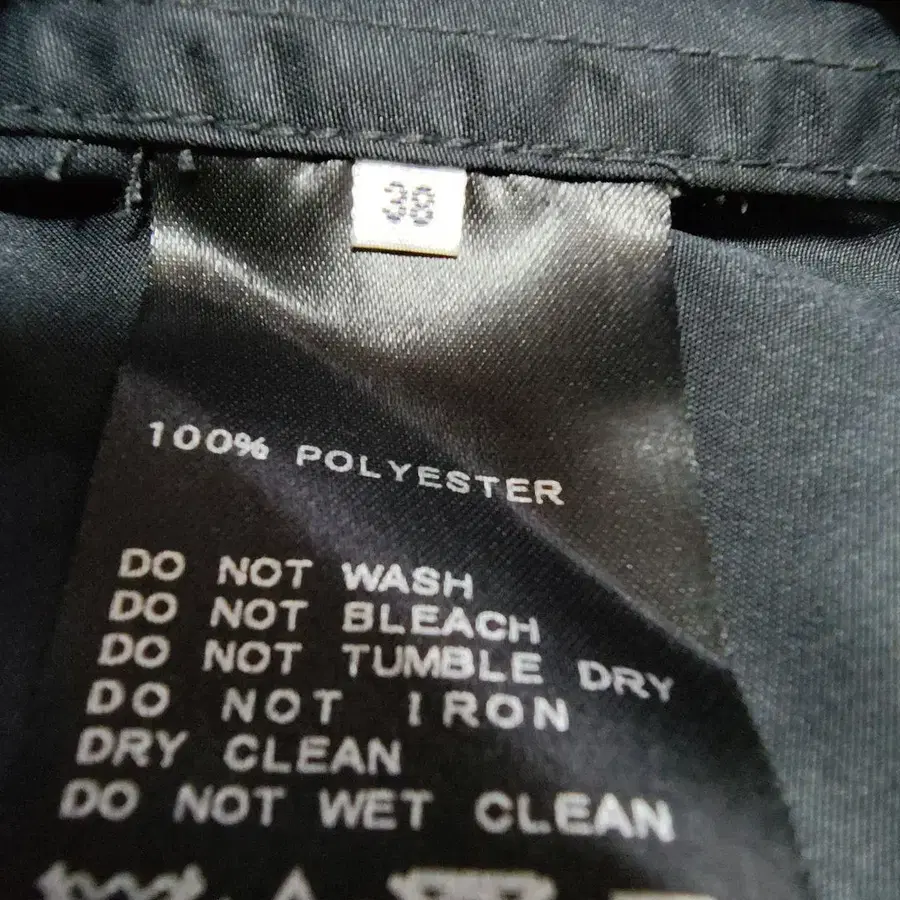 38
100% POLYESTER
DO NOT WASH
DO NOT BLEACH
DO NOT TUMBLE DRY
DO NOT IRON
DRY CLEAN
DO NOT WET CLEAN